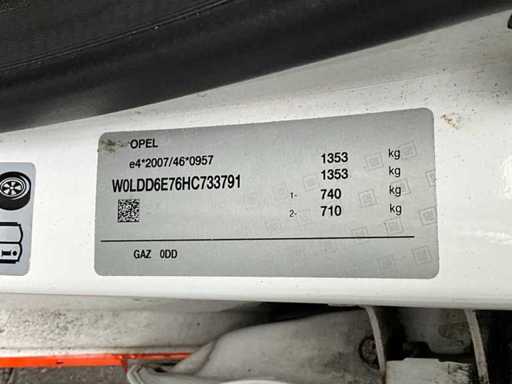 OPEL
e4*2007/46*0957
1353 kg
W0LDD6E76HC733791
1353 kg
1- 740 kg
2- 710 kg
GAZ 0DD